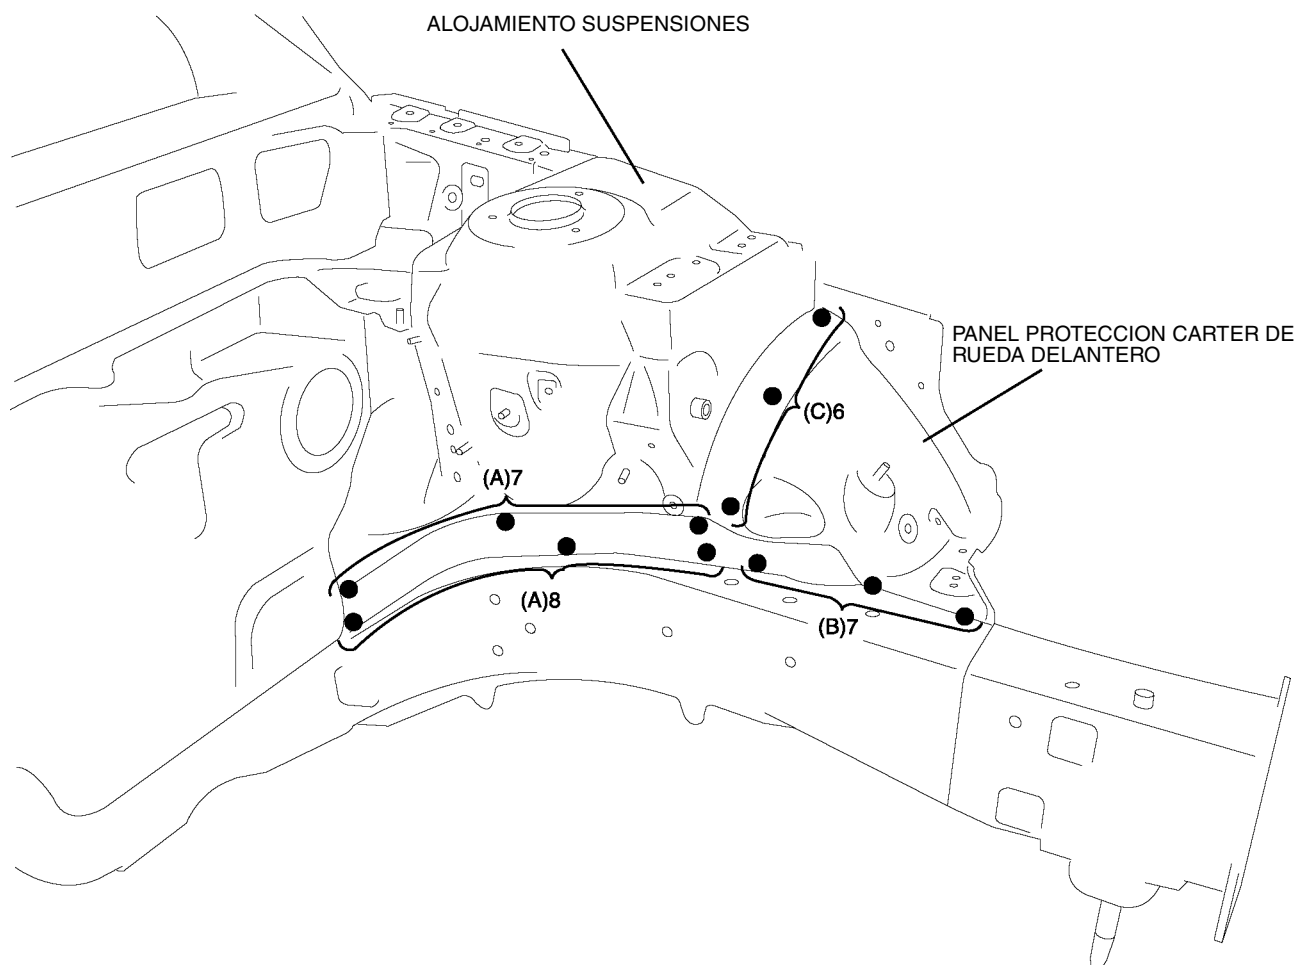 ALOJAMIENTO SUSPENSIONES
PANEL PROTECCION CARTER DE
RUEDA DELANTERO
(C)6
(A)7
(A)8
(B)7